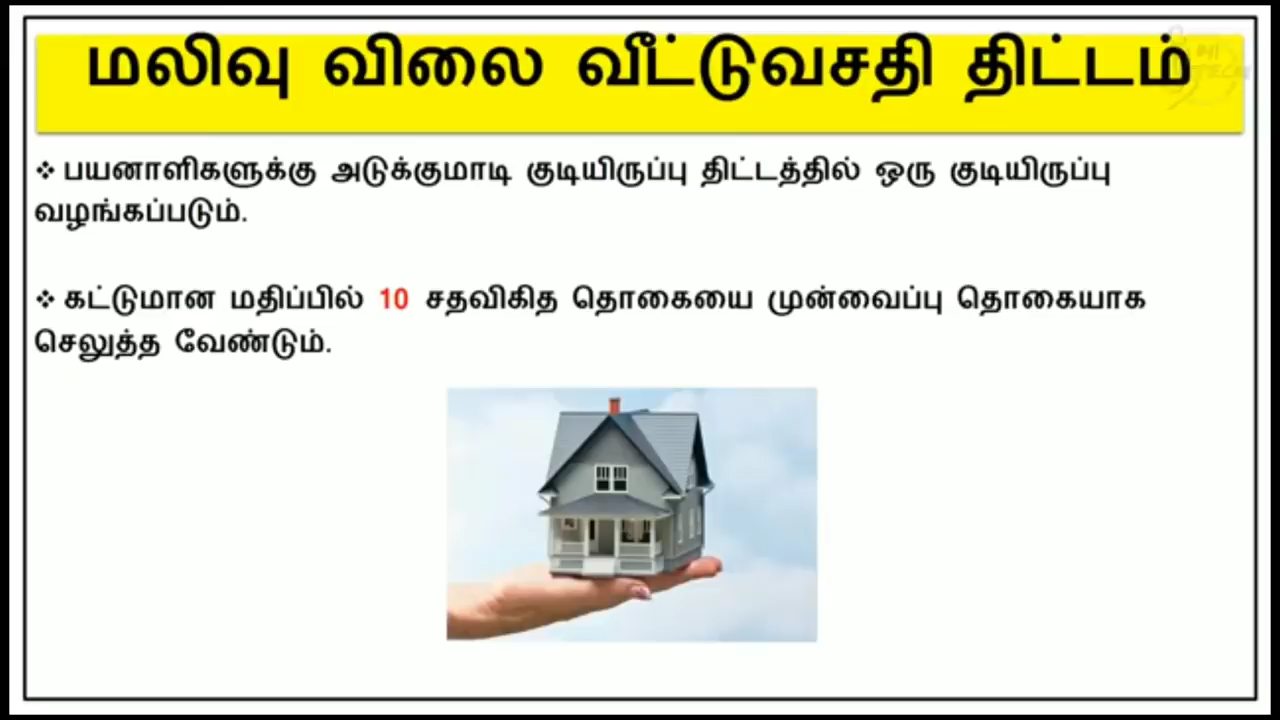 மலிவு விலை வீட்டுவசதி திட்டம்
❖ பயனாளிகளுக்கு அடுக்குமாடி குடியிருப்பு திட்டத்தில் ஒரு குடியிருப்பு
வழங்கப்படும்.
❖ கட்டுமான மதிப்பில் 10 சதவிகித தொகையை முன்வைப்பு தொகையாக
செலுத்த வேண்டும்.